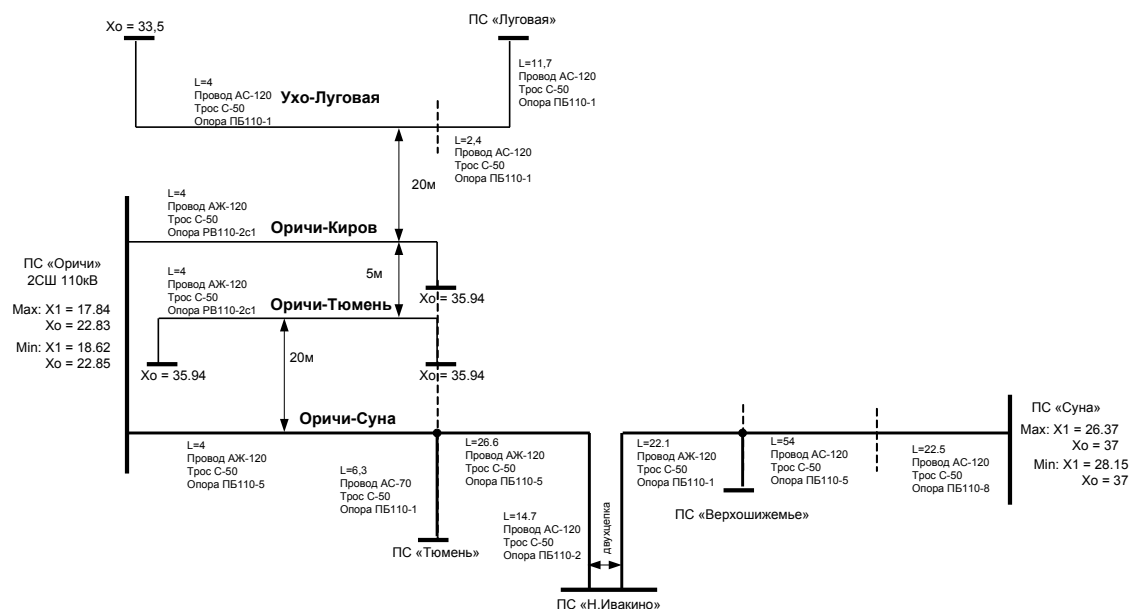 Xo = 33,5
ПС «Луговая»
L=4
Провод АС-120
Трос С-50
Опора ПБ110-1
Ухо-Луговая
L=11,7
Провод АС-120
Трос С-50
Опора ПБ110-1
L=2,4
Провод АС-120
Трос С-50
Опора ПБ110-1
20м
L=4
Провод АЖ-120
Трос С-50
Опора РВ110-2с1
Оричи-Киров
5м
Xo = 35.94
ПС «Оричи»
2СШ 110кВ
Max: X1 = 17.84
Xo = 22.83
Min: X1 = 18.62
Xo = 22.85
L=4
Провод АЖ-120
Трос С-50
Опора РВ110-2с1
Оричи-Тюмень
Xo = 35.94
20м
Xo = 35.94
Оричи-Суна
L=4
Провод АЖ-120
Трос С-50
Опора ПБ110-5
L=6,3
Провод АС-70
Трос С-50
Опора ПБ110-1
ПС «Тюмень»
L=26.6
Провод АЖ-120
Трос С-50
Опора ПБ110-5
L=14.7
Провод АС-120
Трос С-50
Опора ПБ110-2
двухцепка
ПС «Н.Ивакино»
L=22.1
Провод АЖ-120
Трос С-50
Опора ПБ110-1
L=54
Провод АС-120
Трос С-50
Опора ПБ110-5
ПС «Верхошижемье»
L=22.5
Провод АС-120
Трос С-50
Опора ПБ110-8
ПС «Суна»
Max: X1 = 26.37
Xo = 37
Min: X1 = 28.15
Xo = 37